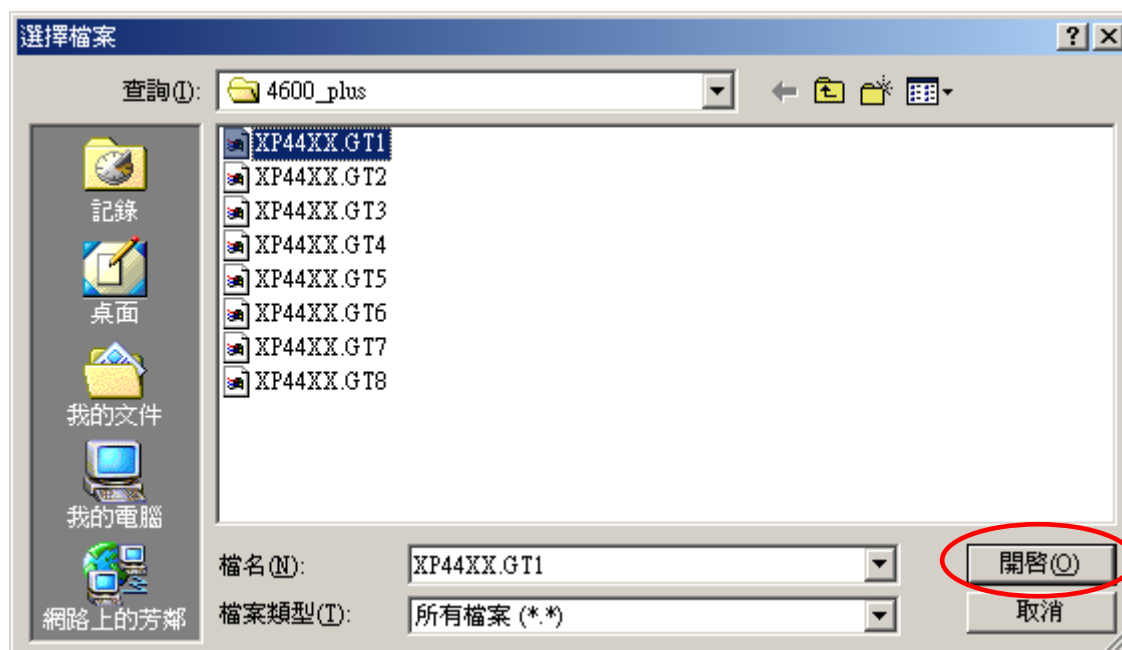 選擇檔案
查詢(I):
4600_plus
記錄
桌面
我的文件
我的電腦
網路上的芳鄰
XP44XX.GT1
XP44XX.GT2
XP44XX.GT3
XP44XX.GT4
XP44XX.GT5
XP44XX.GT6
XP44XX.GT7
XP44XX.GT8
檔名(N): XP44XX.GT1 開啓(O)
檔案類型(T): 所有檔案 (*.*) 取消